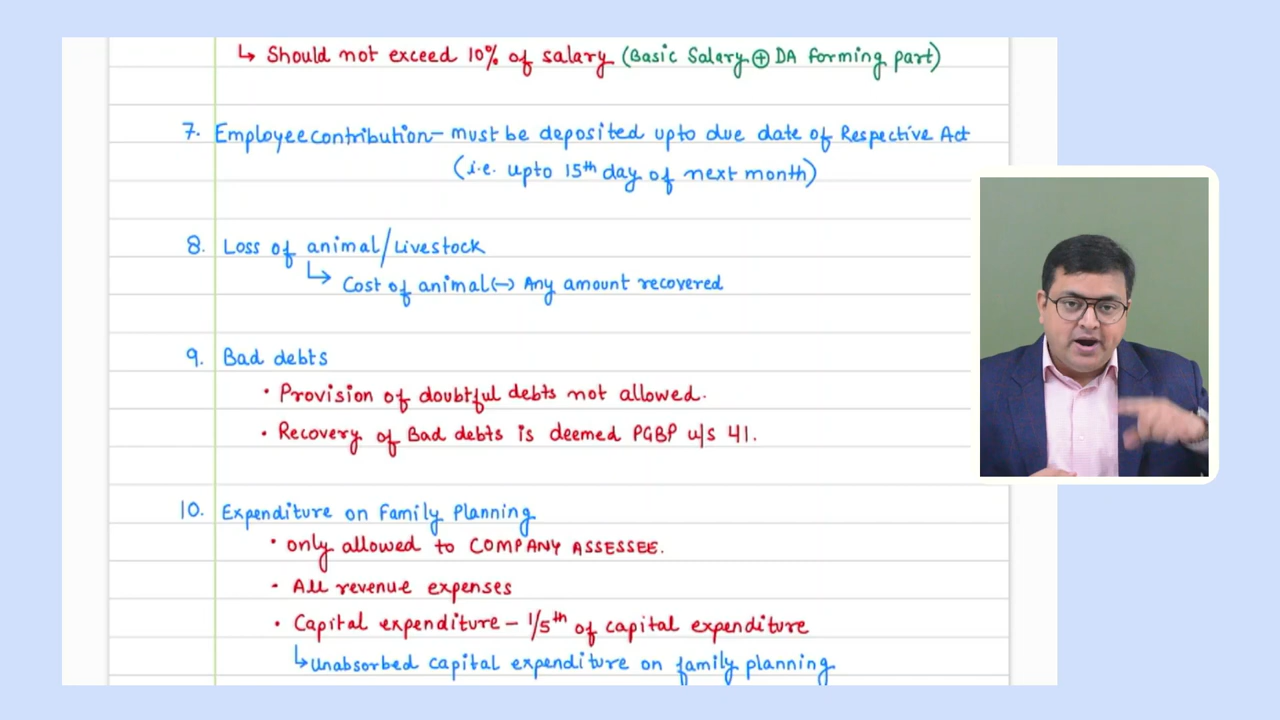 ↳ Should not exceed 10% of salary (Basic Salary ⊕ DA forming part)
7. Employee contribution – must be deposited upto due date of Respective Act
(i.e. upto 15th day of next month)
8. Loss of animal/Livestock
↳ Cost of animal (–) Any amount recovered
9. Bad debts
• Provision of doubtful debts not allowed.
• Recovery of Bad debts is deemed PGBP u/s 41.
10. Expenditure on Family Planning
• only allowed to COMPANY ASSESSEE.
• All revenue expenses
• Capital expenditure – 1/5th of capital expenditure
↳ Unabsorbed capital expenditure on family planning